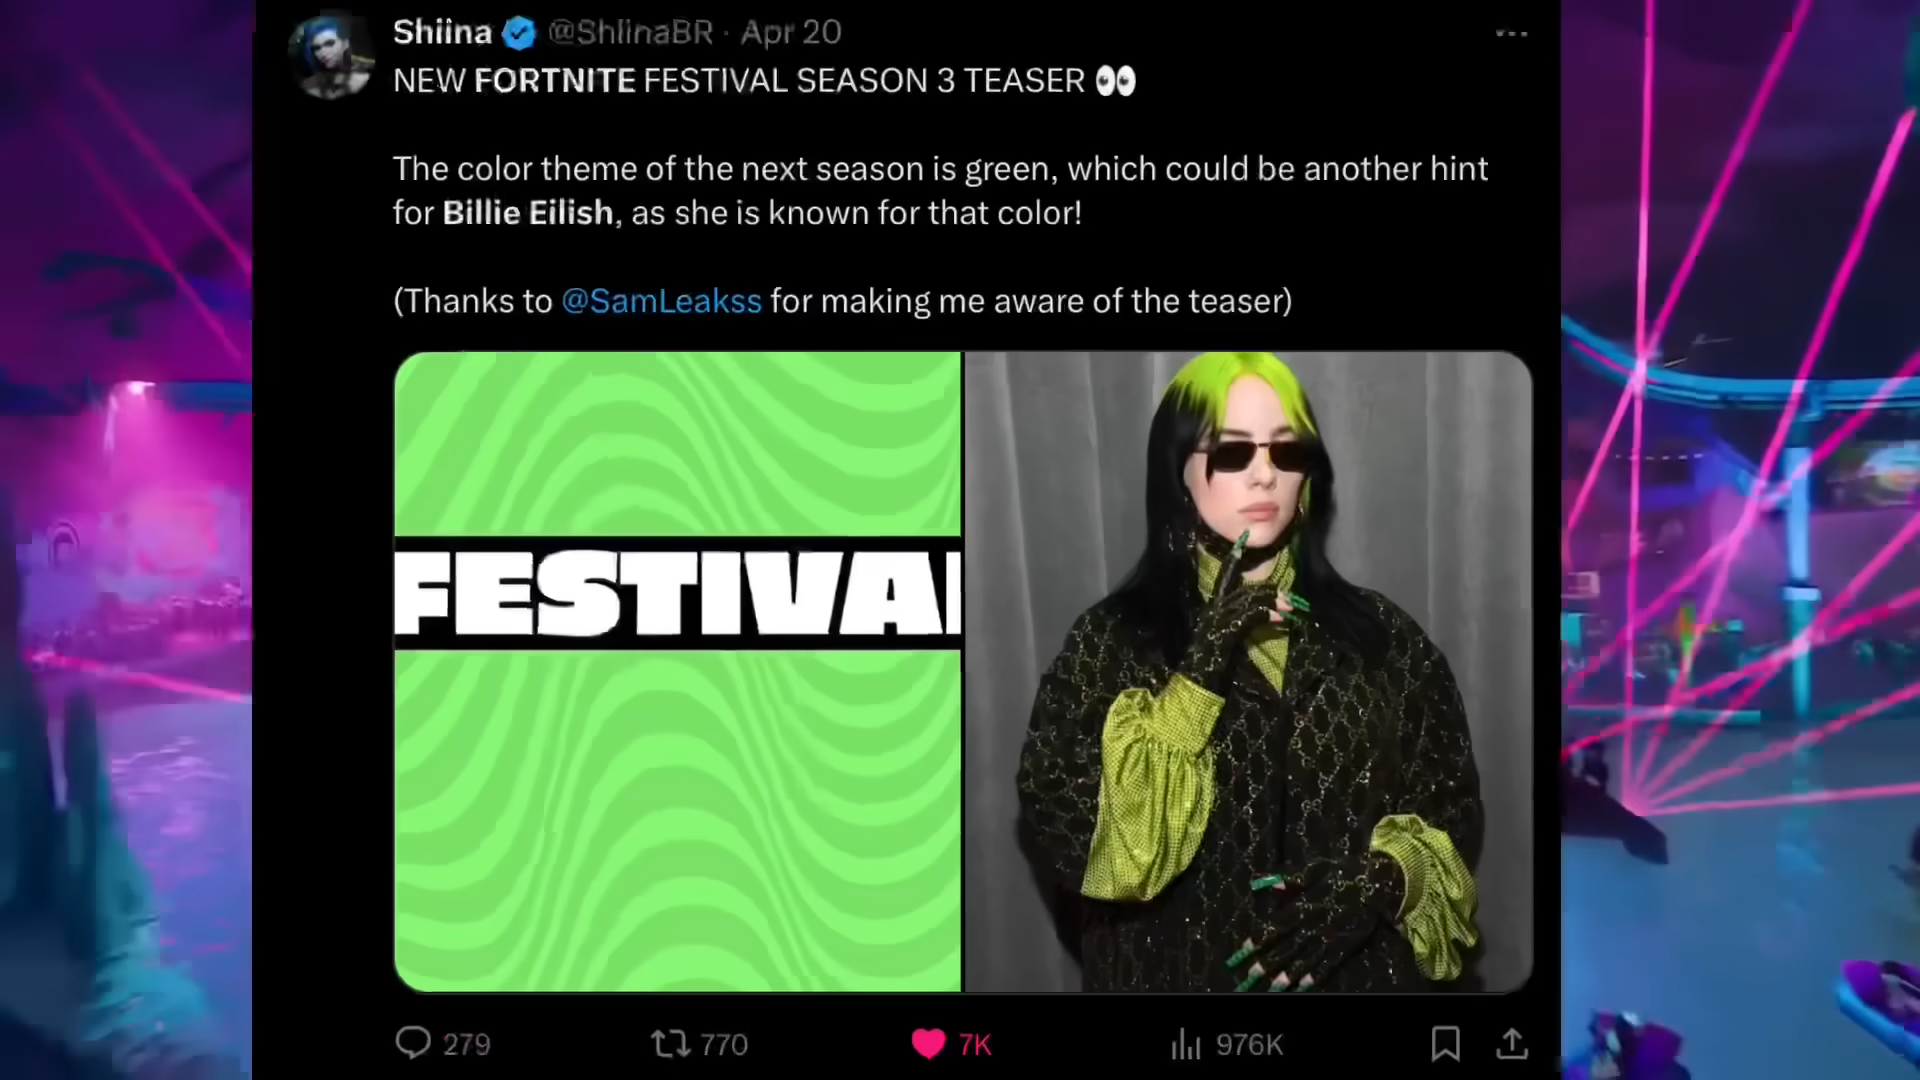 Shiina @ShiinaBR · Apr 20
NEW FORTNITE FESTIVAL SEASON 3 TEASER 👀
The color theme of the next season is green, which could be another hint
for Billie Eilish, as she is known for that color!
(Thanks to @SamLeakss for making me aware of the teaser)
FESTIVAL
279 770 7K 976K